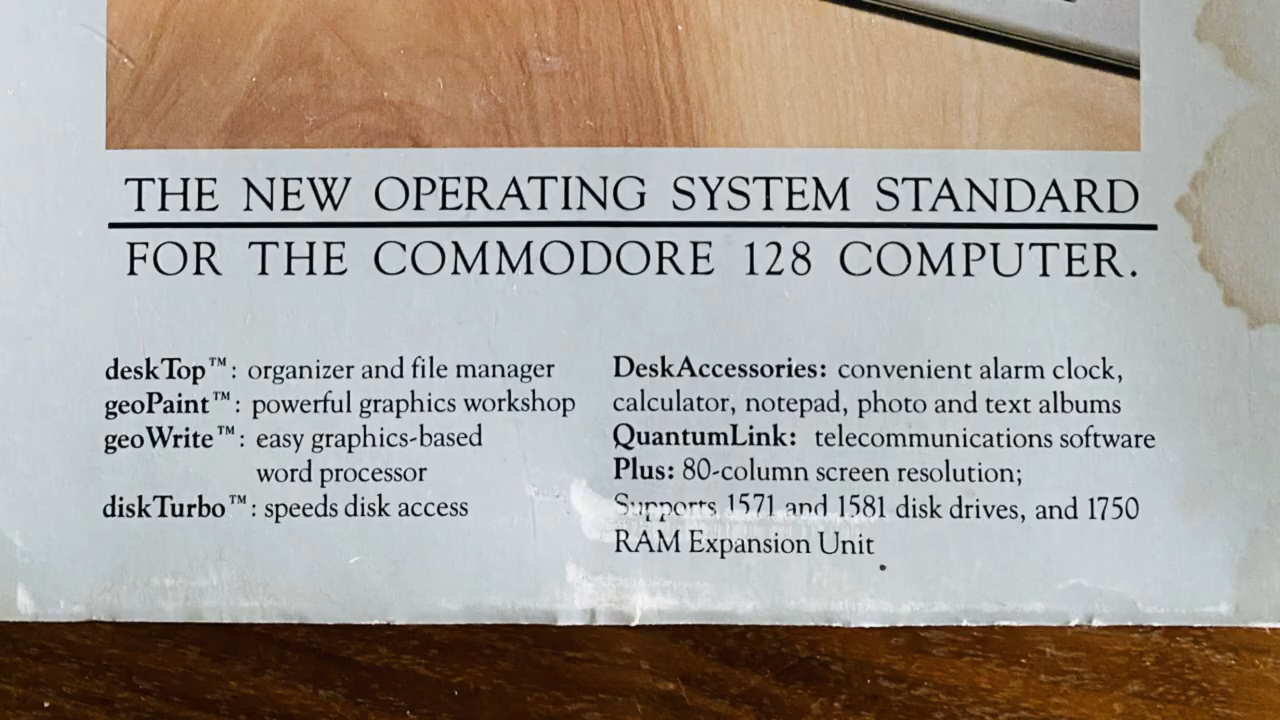 THE NEW OPERATING SYSTEM STANDARD
FOR THE COMMODORE 128 COMPUTER.
deskTop™: organizer and file manager
geoPaint™: powerful graphics workshop
geoWrite™: easy graphics-based
word processor
diskTurbo™: speeds disk access
DeskAccessories: convenient alarm clock,
calculator, notepad, photo and text albums
QuantumLink: telecommunications software
Plus: 80-column screen resolution;
Supports 1571 and 1581 disk drives, and 1750
RAM Expansion Unit